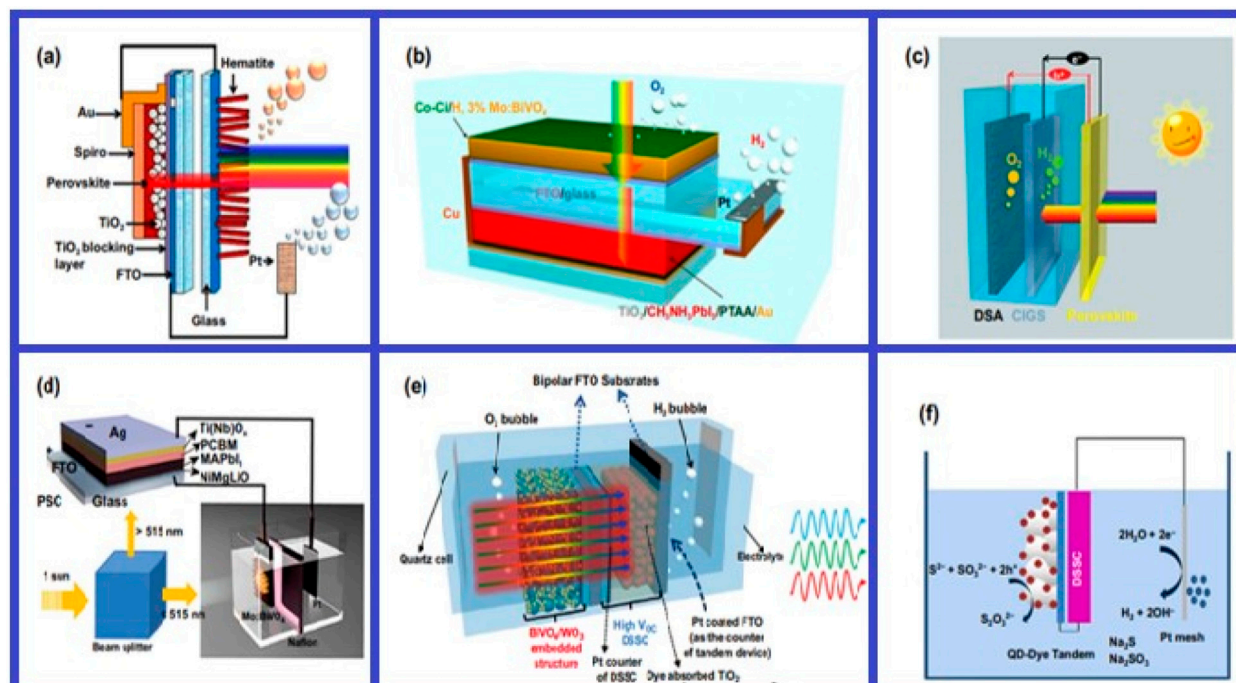 (a)
Hematite
Au
Spiro
Perovskite
TiO₂
TiO₂ blocking
layer
FTO
Glass
Pt
(b)
O₂
Co-Ci/H, 3% Mo:BiVO₄
H₂
FTO/glass
Pt
Cu
TiO₂/CH₃NH₃PbI₃/PTAA/Au
(c)
e⁻
h⁺
O₂
H₂
DSA CIGS Perovskite
(d)
Ag
Ti(Nb)Oₓ
PCBM
MAPbI₃
NiMgLiO
FTO
PSC Glass
> 515 nm
1 sun
< 515 nm
Beam splitter
Mo:BiVO₄
Pt
Nafion
(e)
Bipolar FTO Substrates
O₂ bubble
H₂ bubble
Quartz cell
Electrolyte
BiVO₄/WO₃
embedded
structure
High V_OC
DSSC
Pt coated FTO
(as the counter
of tandem device)
Pt counter
of DSSC
Dye absorbed TiO₂
(f)
DSSC
2H₂O + 2e⁻
S²⁻ + SO₃²⁻ + 2h⁺
S₂O₃²⁻
H₂ + 2OH⁻
Na₂S
Na₂SO₃
Pt mesh
QD-Dye Tandem